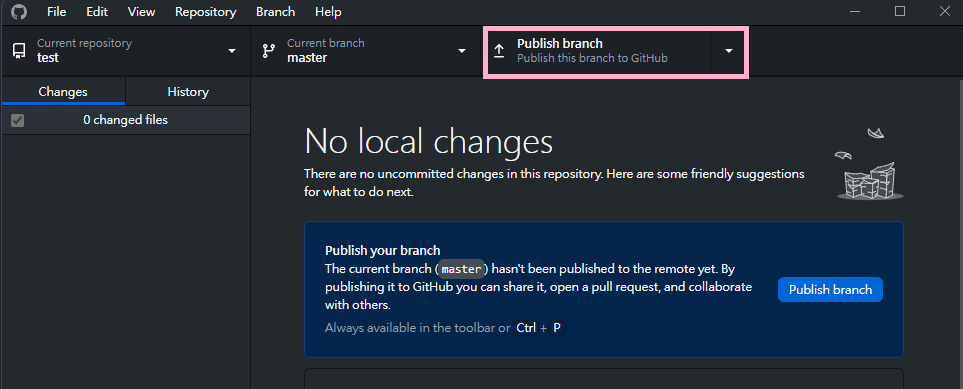 File Edit View Repository Branch Help
Current repository
test
Current branch
master
Publish branch
Publish this branch to GitHub
Changes
History
0 changed files
No local changes
There are no uncommitted changes in this repository. Here are some friendly suggestions
for what to do next.
Publish your branch
The current branch (master) hasn't been published to the remote yet. By
publishing it to GitHub you can share it, open a pull request, and collaborate
with others.
Always available in the toolbar or Ctrl + P
Publish branch